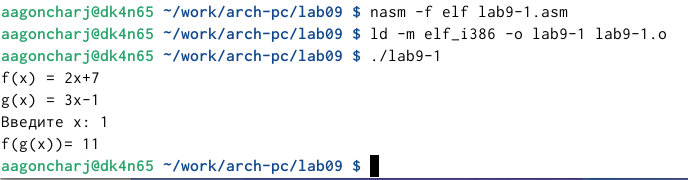 aagoncharj@dk4n65 ~/work/arch-pc/lab09 $ nasm -f elf lab9-1.asm
aagoncharj@dk4n65 ~/work/arch-pc/lab09 $ ld -m elf_i386 -o lab9-1 lab9-1.o
aagoncharj@dk4n65 ~/work/arch-pc/lab09 $ ./lab9-1
f(x) = 2x+7
g(x) = 3x-1
Введите x: 1
f(g(x))= 11
aagoncharj@dk4n65 ~/work/arch-pc/lab09 $